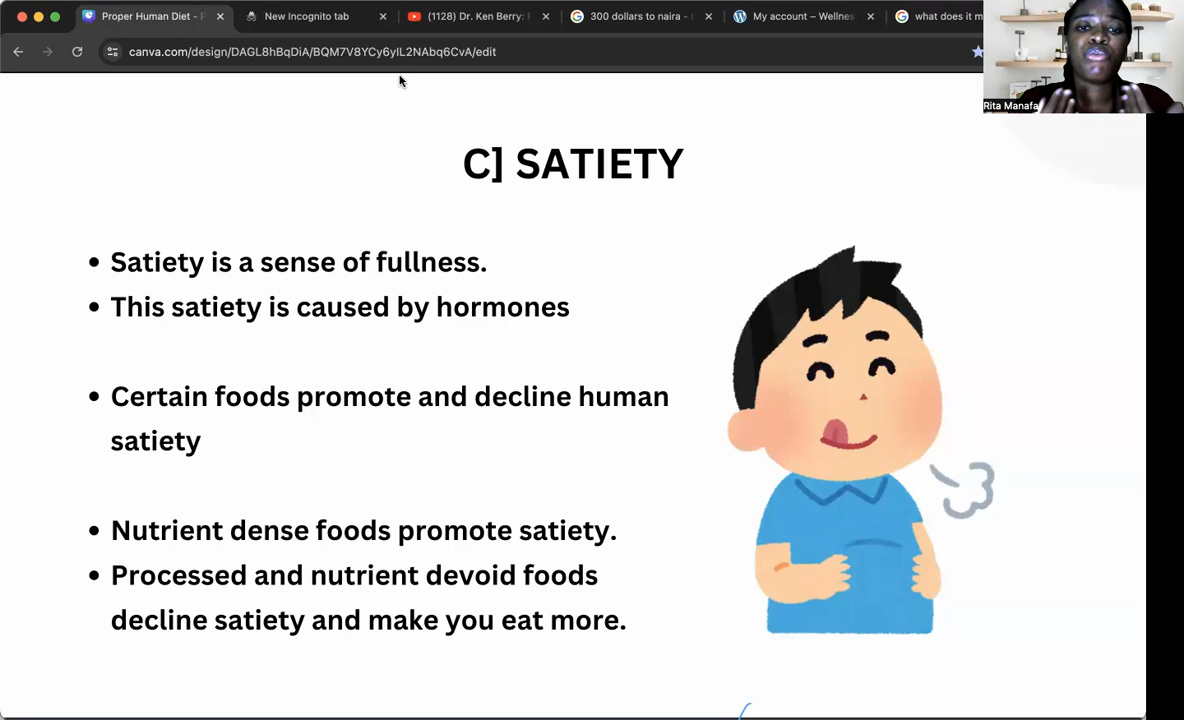 Proper Human Diet - P
New Incognito tab
(1128) Dr. Ken Berry:
300 dollars to naira -
My account – Wellnes
what does it m
canva.com/design/DAGL8hBqDiA/BQM7V8YCy6yIL2NAbq6CvA/edit
Rita Manafa
C] SATIETY
• Satiety is a sense of fullness.
• This satiety is caused by hormones
• Certain foods promote and decline human
satiety
• Nutrient dense foods promote satiety.
• Processed and nutrient devoid foods
decline satiety and make you eat more.